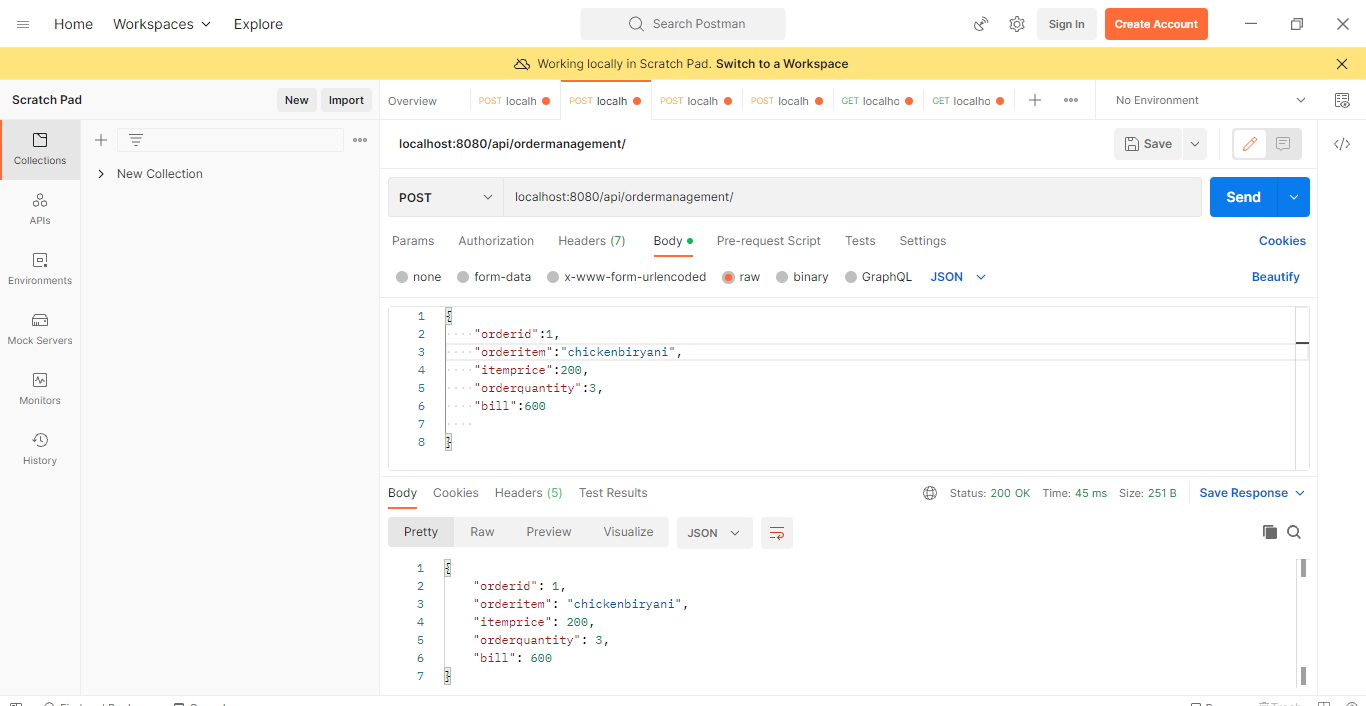 Home Workspaces Explore Search Postman Sign In Create Account
Working locally in Scratch Pad. Switch to a Workspace
Scratch Pad New Import Overview POST localh POST localh POST localh POST localh GET localho GET localho No Environment
Collections
APIs
Environments
Mock Servers
Monitors
History
New Collection
localhost:8080/api/ordermanagement/ Save
POST localhost:8080/api/ordermanagement/ Send
Params Authorization Headers (7) Body Pre-request Script Tests Settings Cookies
none form-data x-www-form-urlencoded raw binary GraphQL JSON Beautify
1 {
2 "orderid":1,
3 "orderitem":"chickenbiryani",
4 "itemprice":200,
5 "orderquantity":3,
6 "bill":600
7
8 }
Body Cookies Headers (5) Test Results Status: 200 OK Time: 45 ms Size: 251 B Save Response
Pretty Raw Preview Visualize JSON
1 {
2 "orderid": 1,
3 "orderitem": "chickenbiryani",
4 "itemprice": 200,
5 "orderquantity": 3,
6 "bill": 600
7 }